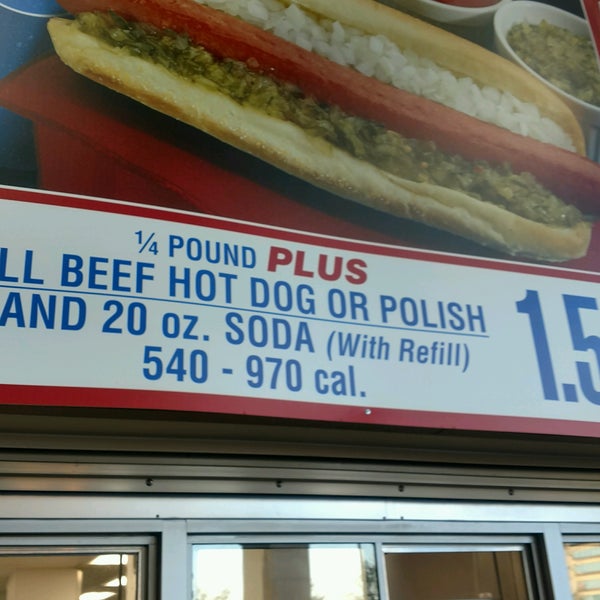 ¼ POUND PLUS
LL BEEF HOT DOG OR POLISH
AND 20 oz. SODA (With Refill)
540 - 970 cal.
1.5